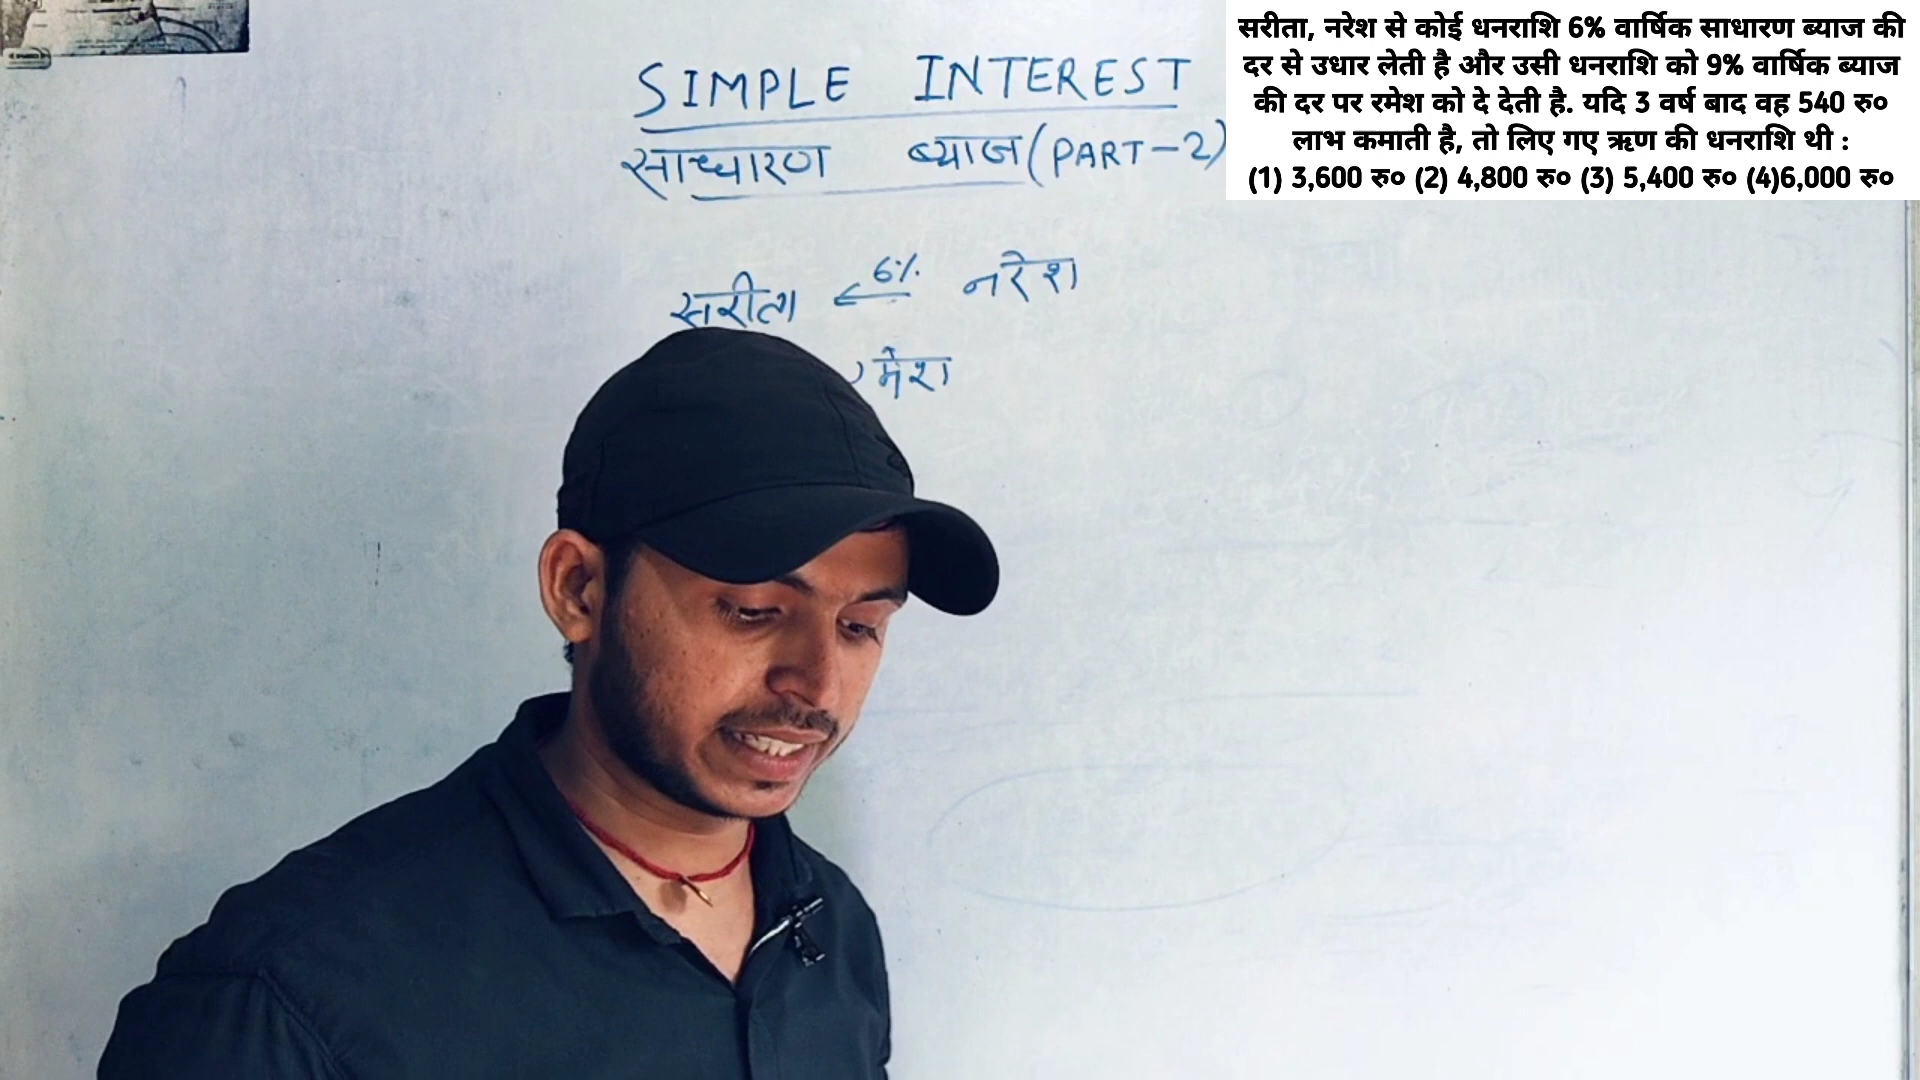 सरीता, नरेश से कोई धनराशि 6% वार्षिक साधारण ब्याज की
दर से उधार लेती है और उसी धनराशि को 9% वार्षिक ब्याज
की दर पर रमेश को दे देती है. यदि 3 वर्ष बाद वह 540 रु०
लाभ कमाती है, तो लिए गए ऋण की धनराशि थी :
(1) 3,600 रु० (2) 4,800 रु० (3) 5,400 रु० (4)6,000 रु०
SIMPLE INTEREST
साधारण ब्याज (PART-2)
सरीता ← 6% नरेश
मेश